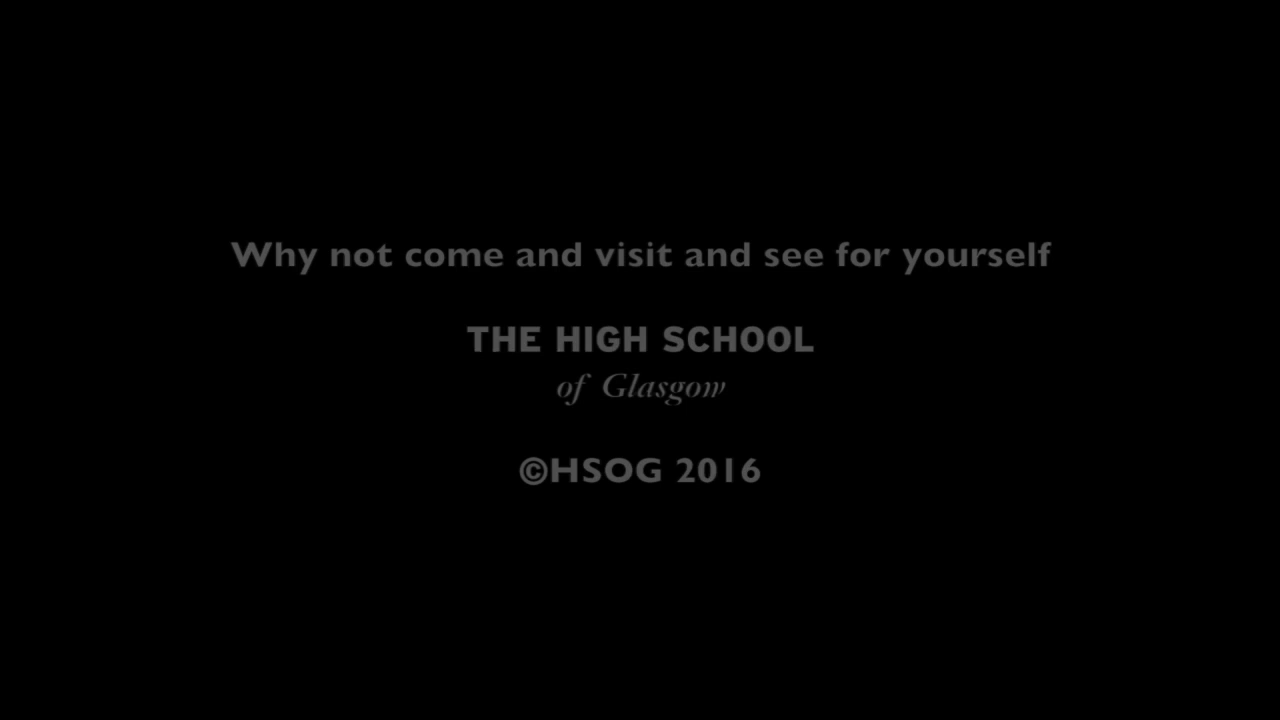 Why not come and visit and see for yourself
THE HIGH SCHOOL
of Glasgow
©HSOG 2016